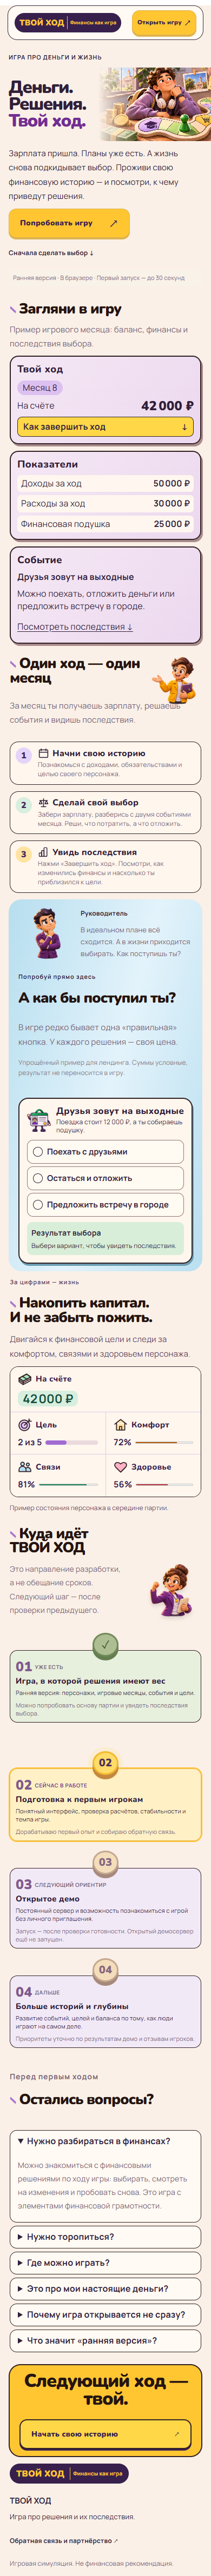 ТВОЙ ХОД Финансы как игра
Открыть игру ↗
ИГРА ПРО ДЕНЬГИ И ЖИЗНЬ
Деньги.
Решения.
Твой ход.
Зарплата пришла. Планы уже есть. А жизнь
снова подкидывает выбор. Проживи свою
финансовую историю — и посмотри, к чему
приведут решения.
Попробовать игру ↗
Сначала сделать выбор ↓
Ранняя версия · В браузере · Первый запуск — до 30 секунд
Загляни в игру
Пример игрового месяца: баланс, финансы и
последствия выбора.
Твой ход
Месяц 8
На счёте 42 000 ₽
Как завершить ход ↓
Показатели
Доходы за ход 50 000 ₽
Расходы за ход 30 000 ₽
Финансовая подушка 25 000 ₽
Событие
Друзья зовут на выходные
Можно поехать, отложить деньги или
предложить встречу в городе.
Посмотреть последствия ↓
Один ход — один
месяц
За месяц ты получаешь зарплату, решаешь
события и видишь последствия.
1 Начни свою историю
Познакомься с доходами, обязательствами и
целью своего персонажа.
2 Сделай свой выбор
Забери зарплату, разберись с двумя событиями
месяца. Реши, что потратить, а что отложить.
3 Увидь последствия
Нажми «Завершить ход». Посмотри, как
изменились финансы и насколько ты
приблизился к цели.
Руководитель
В идеальном плане всё
сходится. А в жизни приходится
выбирать. Как поступишь ты?
Попробуй прямо здесь
А как бы поступил ты?
В игре редко бывает одна «правильная»
кнопка. У каждого решения — своя цена.
Упрощённый пример для лендинга. Суммы условные,
результат не переносится в игру.
Друзья зовут на выходные
Поездка стоит 12 000 ₽, а ты собираешь
подушку.
Поехать с друзьями
Остаться и отложить
Предложить встречу в городе
Результат выбора
Выбери вариант, чтобы увидеть последствия.
За цифрами — жизнь
Накопить капитал.
И не забыть пожить.
Двигайся к финансовой цели и следи за
комфортом, связями и здоровьем персонажа.
На счёте
42 000 ₽
Цель
2 из 5
Комфорт
72%
Связи
81%
Здоровье
56%
Пример состояния персонажа в середине партии.
Куда идёт
ТВОЙ ХОД
Это направление разработки,
а не обещание сроков.
Следующий шаг — после
проверки предыдущего.
✓
01 УЖЕ ЕСТЬ
Игра, в которой решения имеют вес
Ранняя версия: персонажи, игровые месяцы, события и цели.
Можно попробовать основу партии и увидеть последствия
выбора.
02
02 СЕЙЧАС В РАБОТЕ
Подготовка к первым игрокам
Понятный интерфейс, проверка расчётов, стабильности и
темпа игры.
Дорабатываю первый опыт и собираю обратную связь.
03
03 СЛЕДУЮЩИЙ ОРИЕНТИР
Открытое демо
Постоянный сервер и возможность познакомиться с игрой
без личного приглашения.
Запуск — после проверки готовности. Открытый демосервер
ещё не запущен.
04
04 ДАЛЬШЕ
Больше историй и глубины
Развитие событий, целей и баланса по тому, как люди
играют на самом деле.
Приоритеты уточню по результатам демо и отзывам игроков.
Перед первым ходом
Остались вопросы?
▼ Нужно разбираться в финансах?
Можно знакомиться с финансовыми
решениями по ходу игры: выбирать, смотреть
на изменения и пробовать снова. Это игра с
элементами финансовой грамотности.
▶ Нужно торопиться?
▶ Где можно играть?
▶ Это про мои настоящие деньги?
▶ Почему игра открывается не сразу?
▶ Что значит «ранняя версия»?
Следующий ход —
твой.
Начать свою историю ↗
ТВОЙ ХОД Финансы как игра
ТВОЙ ХОД
Игра про решения и их последствия.
Обратная связь и партнёрство ↗
Игровая симуляция. Не финансовая рекомендация.